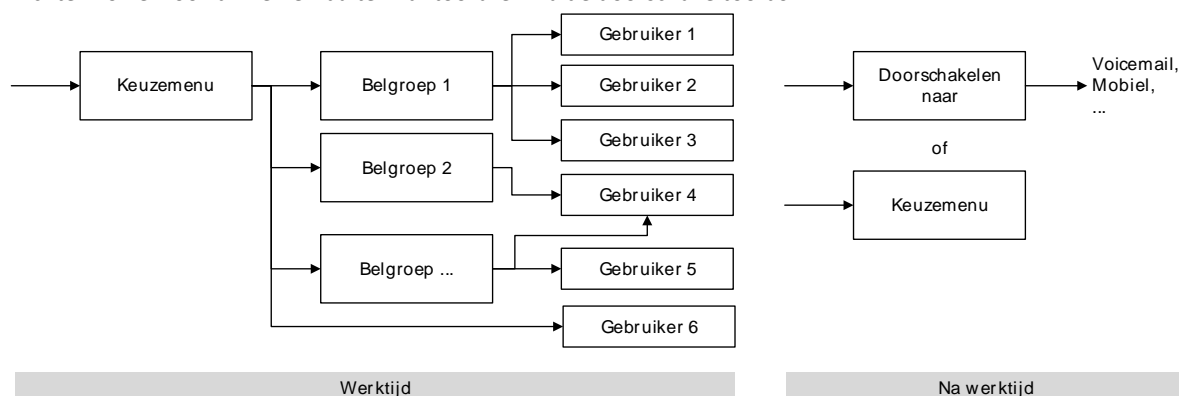 Keuzemenu
Belgroep 1
Belgroep 2
Belgroep ...
Gebruiker 1
Gebruiker 2
Gebruiker 3
Gebruiker 4
Gebruiker 5
Gebruiker 6
Werktijd
Doorschakelen
naar
Voicemail,
Mobiel,
...
of
Keuzemenu
Na werktijd